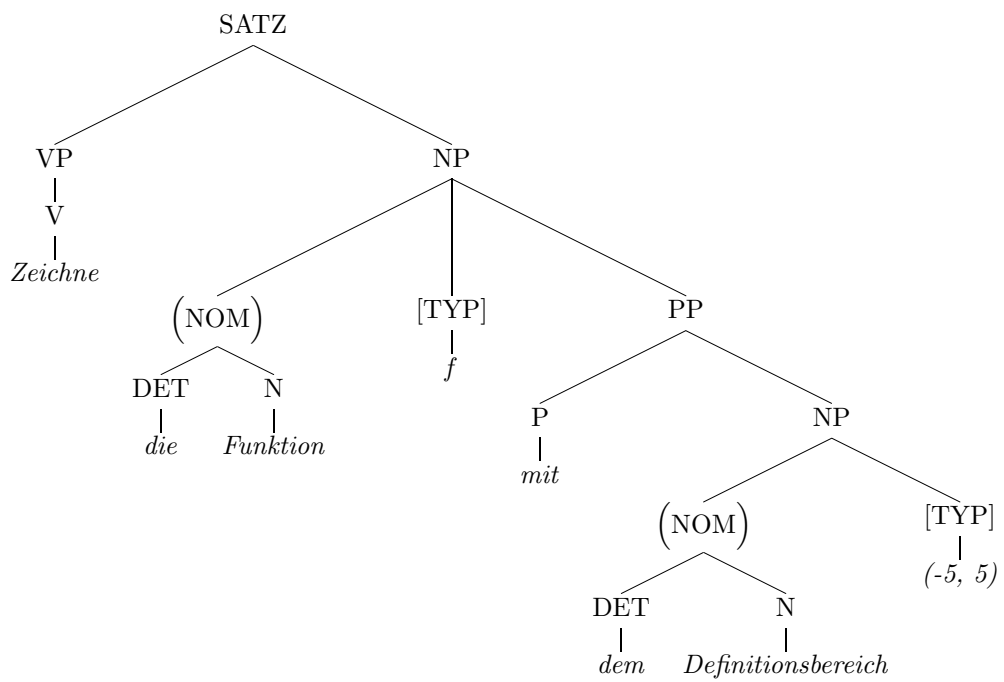 SATZ
VP NP
V
Zeichne
(NOM) [TYP] PP
f
DET N
die Funktion
P NP
mit
(NOM) [TYP]
(-5, 5)
DET N
dem Definitionsbereich